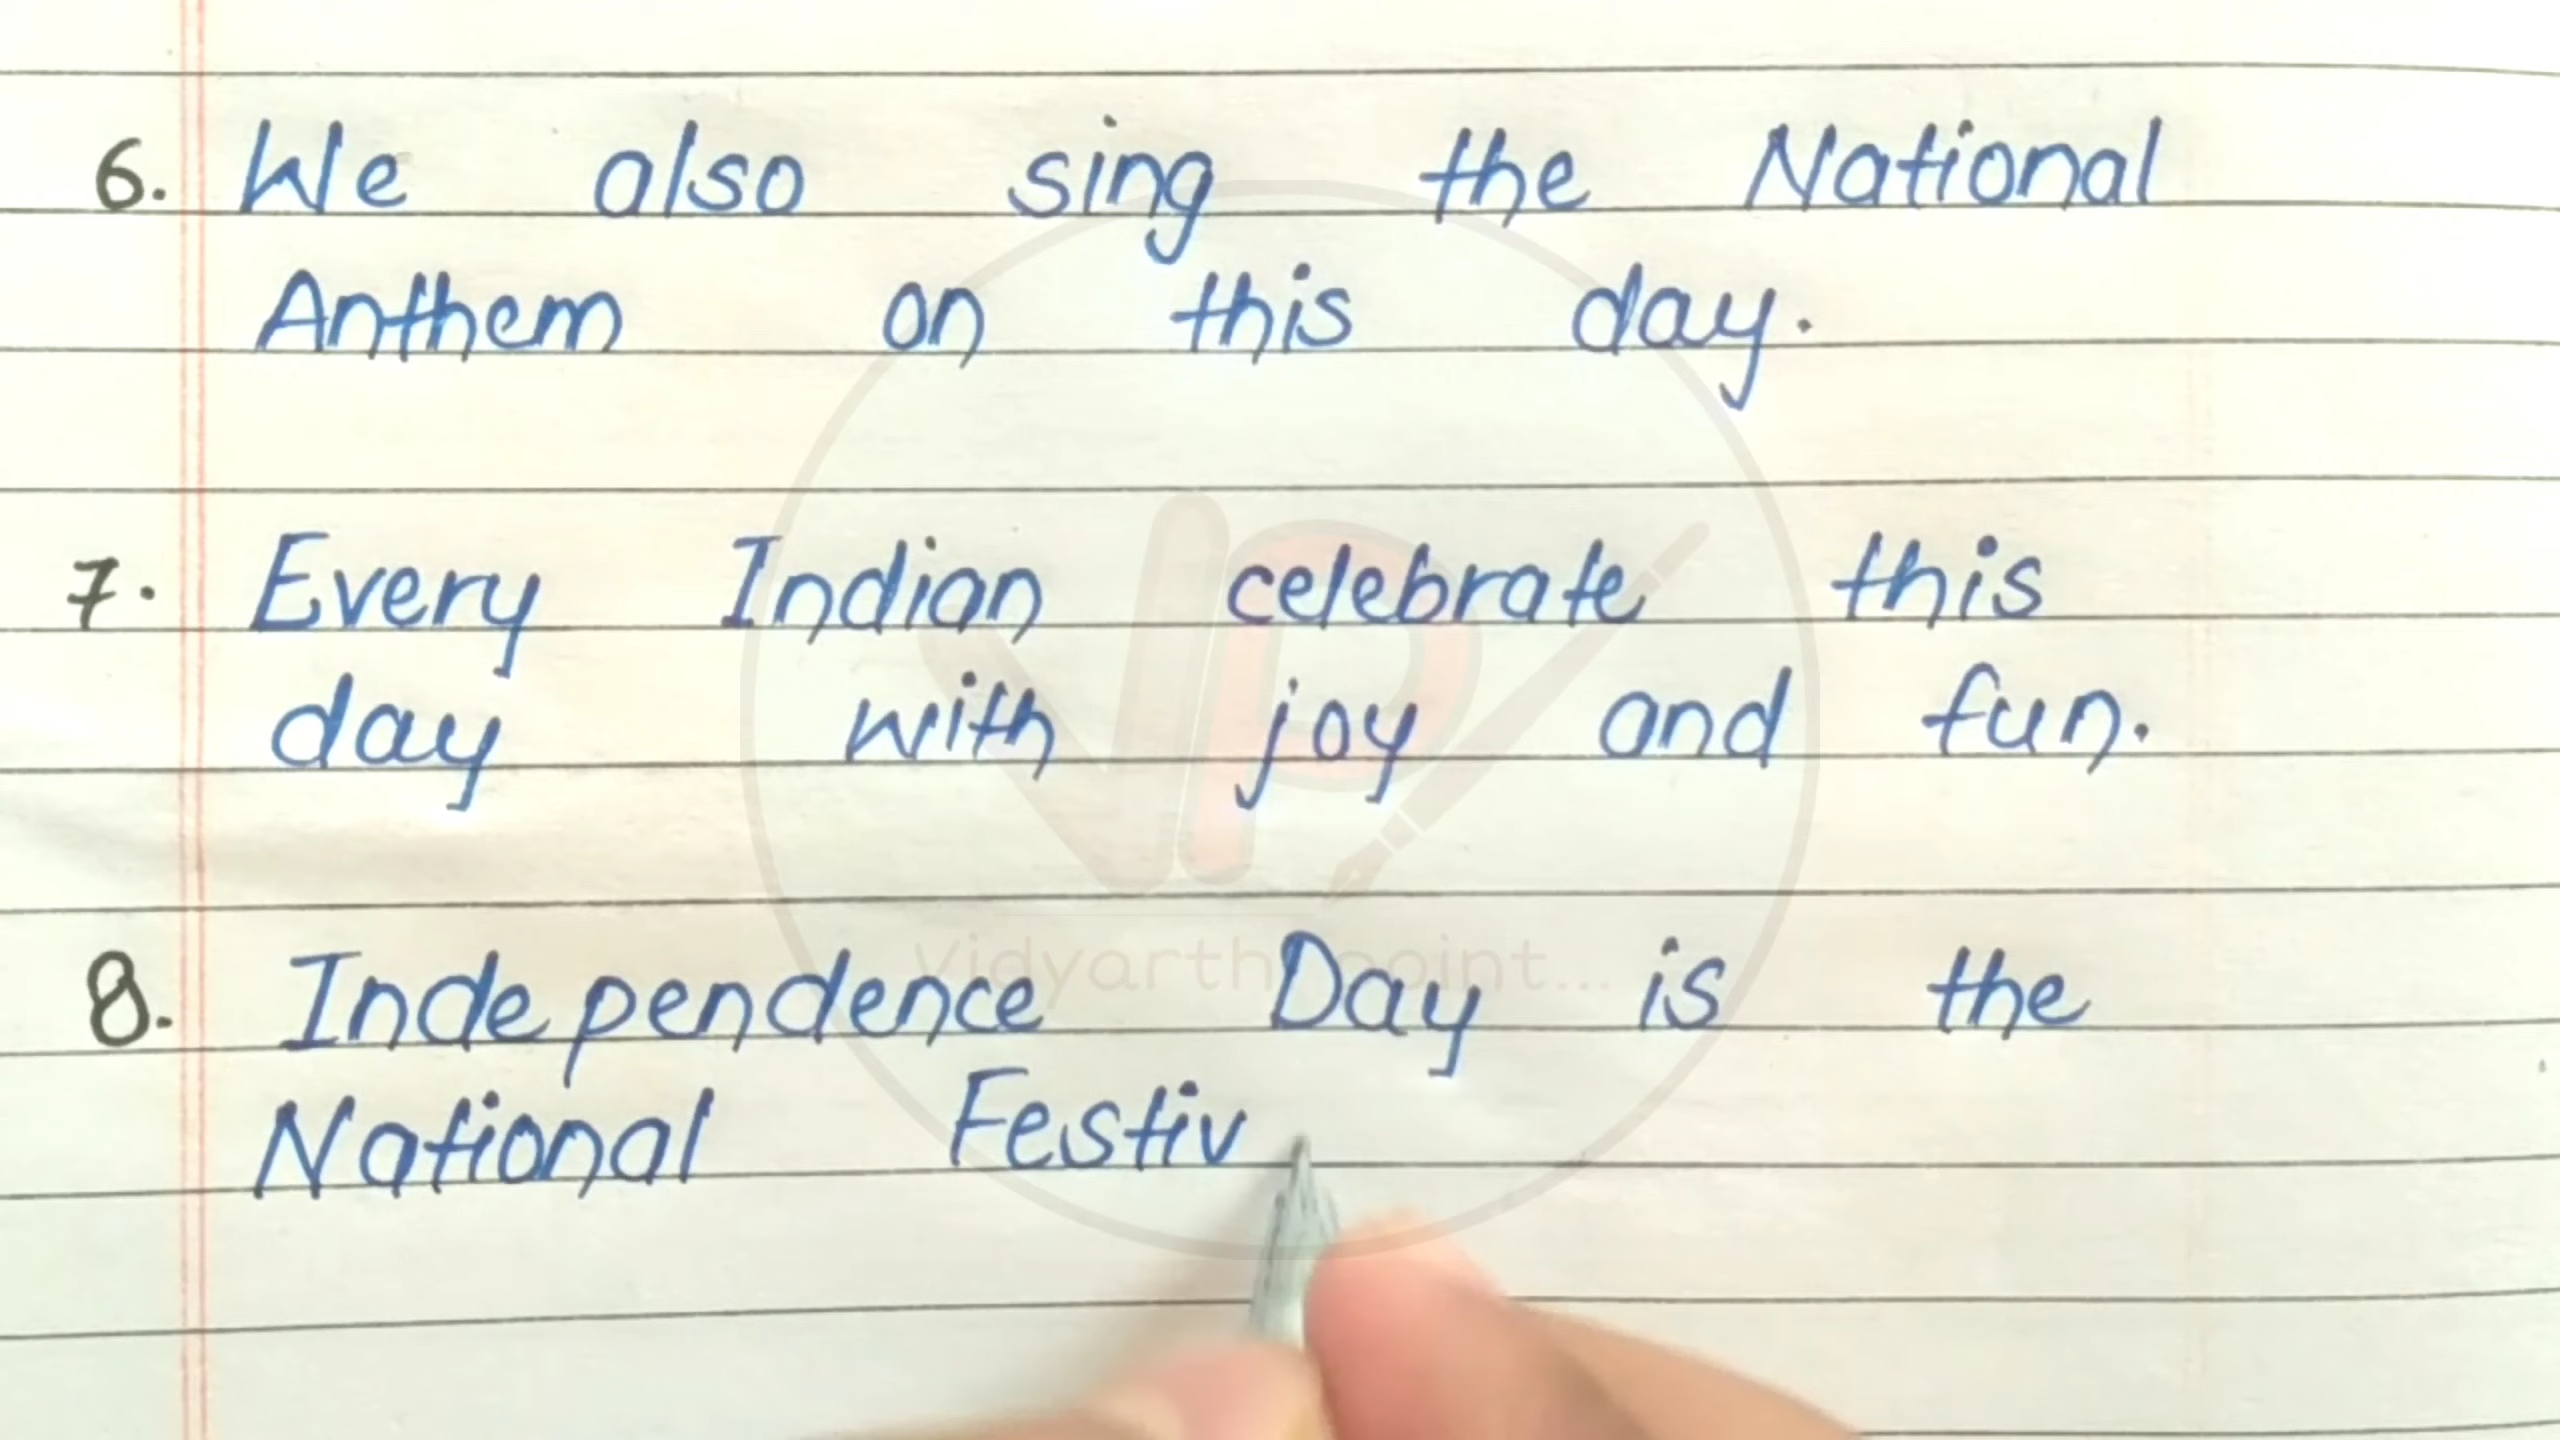 6. We also sing the National
Anthem on this day.
7. Every Indian celebrate this
day with joy and fun.
8. Independence Day is the
National Festiv
VP